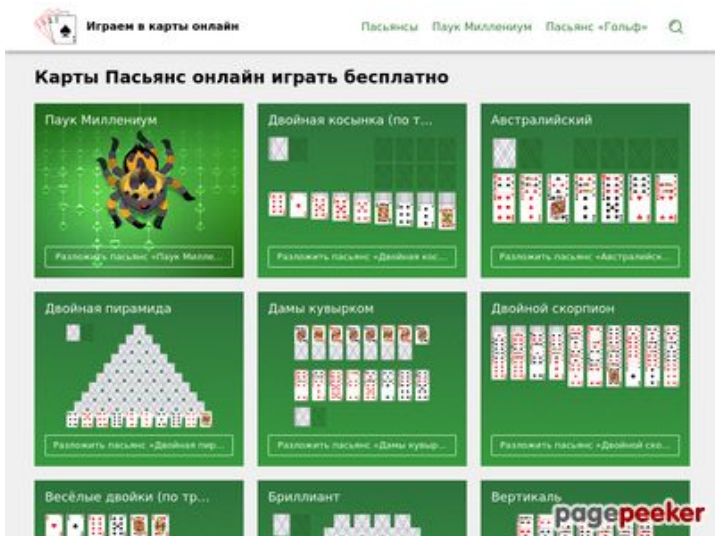 Играем в карты онлайн
Пасьянсы Паук Миллениум Пасьянс «Гольф»
Карты Пасьянс онлайн играть бесплатно
Паук Миллениум
Двойная косынка (по т...
Австралийский
Разложить пасьянс «Паук Милле...
Разложить пасьянс «Двойная кос...
Разложить пасьянс «Австралийск...
Двойная пирамида
Дамы кувырком
Двойной скорпион
Разложить пасьянс «Двойная пир...
Разложить пасьянс «Дамы кувыр...
Разложить пасьянс «Двойной ско...
Весёлые двойки (по тр...
Бриллиант
Вертикаль
pagepeeker